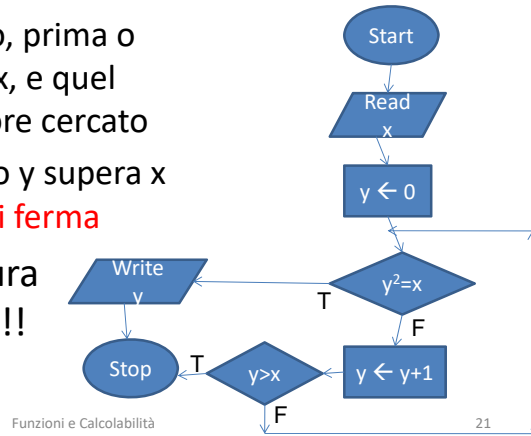 o, prima o
x, e quel
ore cercato
o y supera x
i ferma
ura
!!
Start
Read
x
y ← 0
y²=x
T
F
Write
y
y ← y+1
y>x
T
F
Stop
Funzioni e Calcolabilità
21